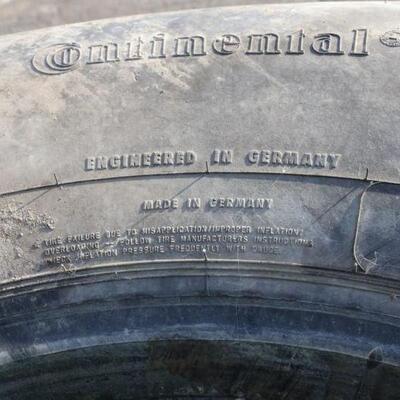 Continental
ENGINEERED IN GERMANY
MADE IN GERMANY
TIRE FAILURE DUE TO MISAPPLICATION/IMPROPER INFLATION/
OVERLOADING - FOLLOW TIRE MANUFACTURERS INSTRUCTIONS
CHECK INFLATION PRESSURE FREQUENTLY WITH GAUGE